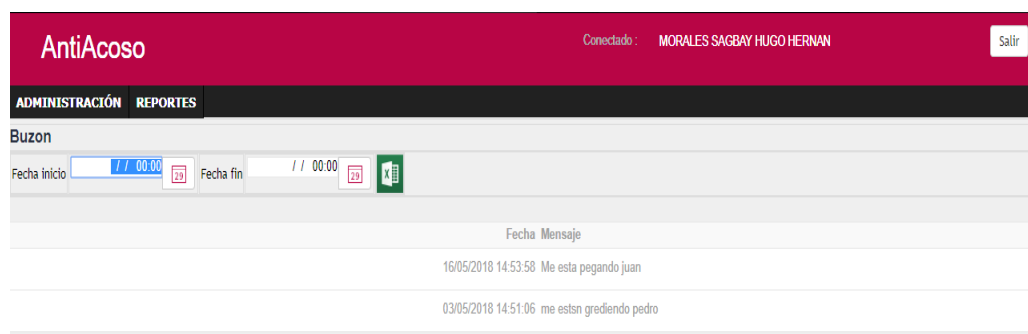 AntiAcoso Conectado : MORALES SAGBAY HUGO HERNAN Salir
ADMINISTRACIÓN REPORTES
Buzon
Fecha inicio / / 00:00 29 Fecha fin / / 00:00 29 X
Fecha Mensaje
16/05/2018 14:53:58 Me esta pegando juan
03/05/2018 14:51:06 me estsn grediendo pedro